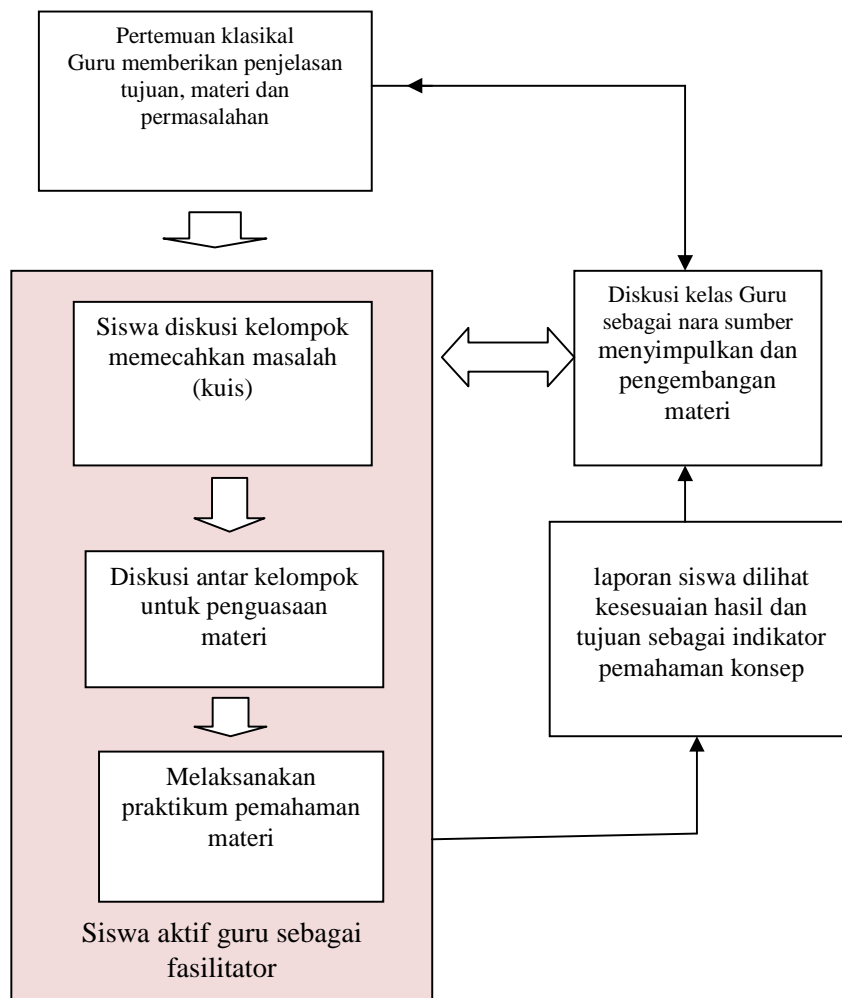 Pertemuan klasikal
Guru memberikan penjelasan
tujuan, materi dan
permasalahan
Siswa diskusi kelompok
memecahkan masalah
(kuis)
Diskusi antar kelompok
untuk penguasaan
materi
Melaksanakan
praktikum pemahaman
materi
Siswa aktif guru sebagai
fasilitator
Diskusi kelas Guru
sebagai nara sumber
menyimpulkan dan
pengembangan
materi
laporan siswa dilihat
kesesuaian hasil dan
tujuan sebagai indikator
pemahaman konsep